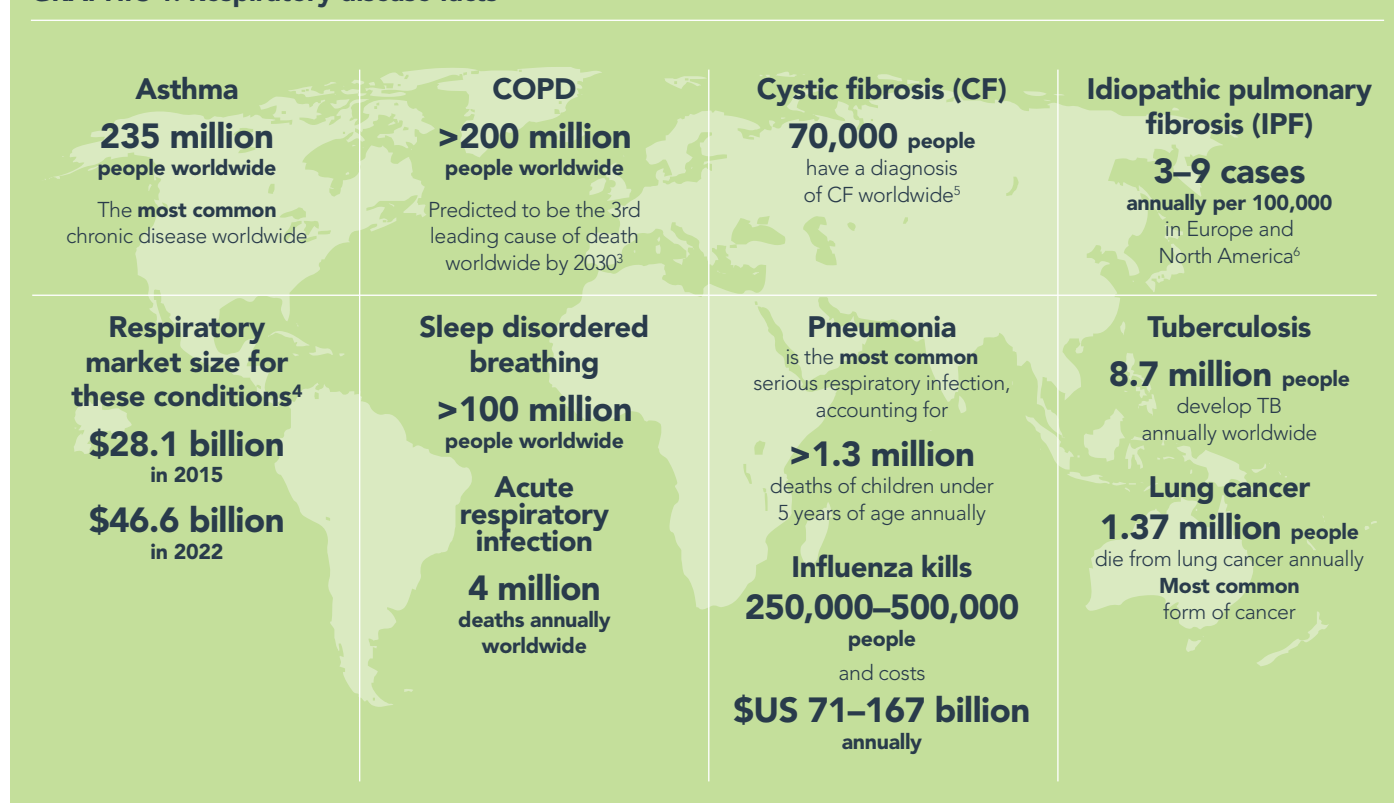 Asthma
235 million
people worldwide
The most common
chronic disease worldwide
COPD
>200 million
people worldwide
Predicted to be the 3rd
leading cause of death
worldwide by 2030³
Cystic fibrosis (CF)
70,000 people
have a diagnosis
of CF worldwide⁵
Idiopathic pulmonary
fibrosis (IPF)
3–9 cases
annually per 100,000
in Europe and
North America⁶
Respiratory
market size for
these conditions⁴
$28.1 billion
in 2015
$46.6 billion
in 2022
Sleep disordered
breathing
>100 million
people worldwide
Acute
respiratory
infection
4 million
deaths annually
worldwide
Pneumonia
is the most common
serious respiratory infection,
accounting for
>1.3 million
deaths of children under
5 years of age annually
Influenza kills
250,000–500,000
people
and costs
$US 71–167 billion
annually
Tuberculosis
8.7 million people
develop TB
annually worldwide
Lung cancer
1.37 million people
die from lung cancer annually
Most common
form of cancer